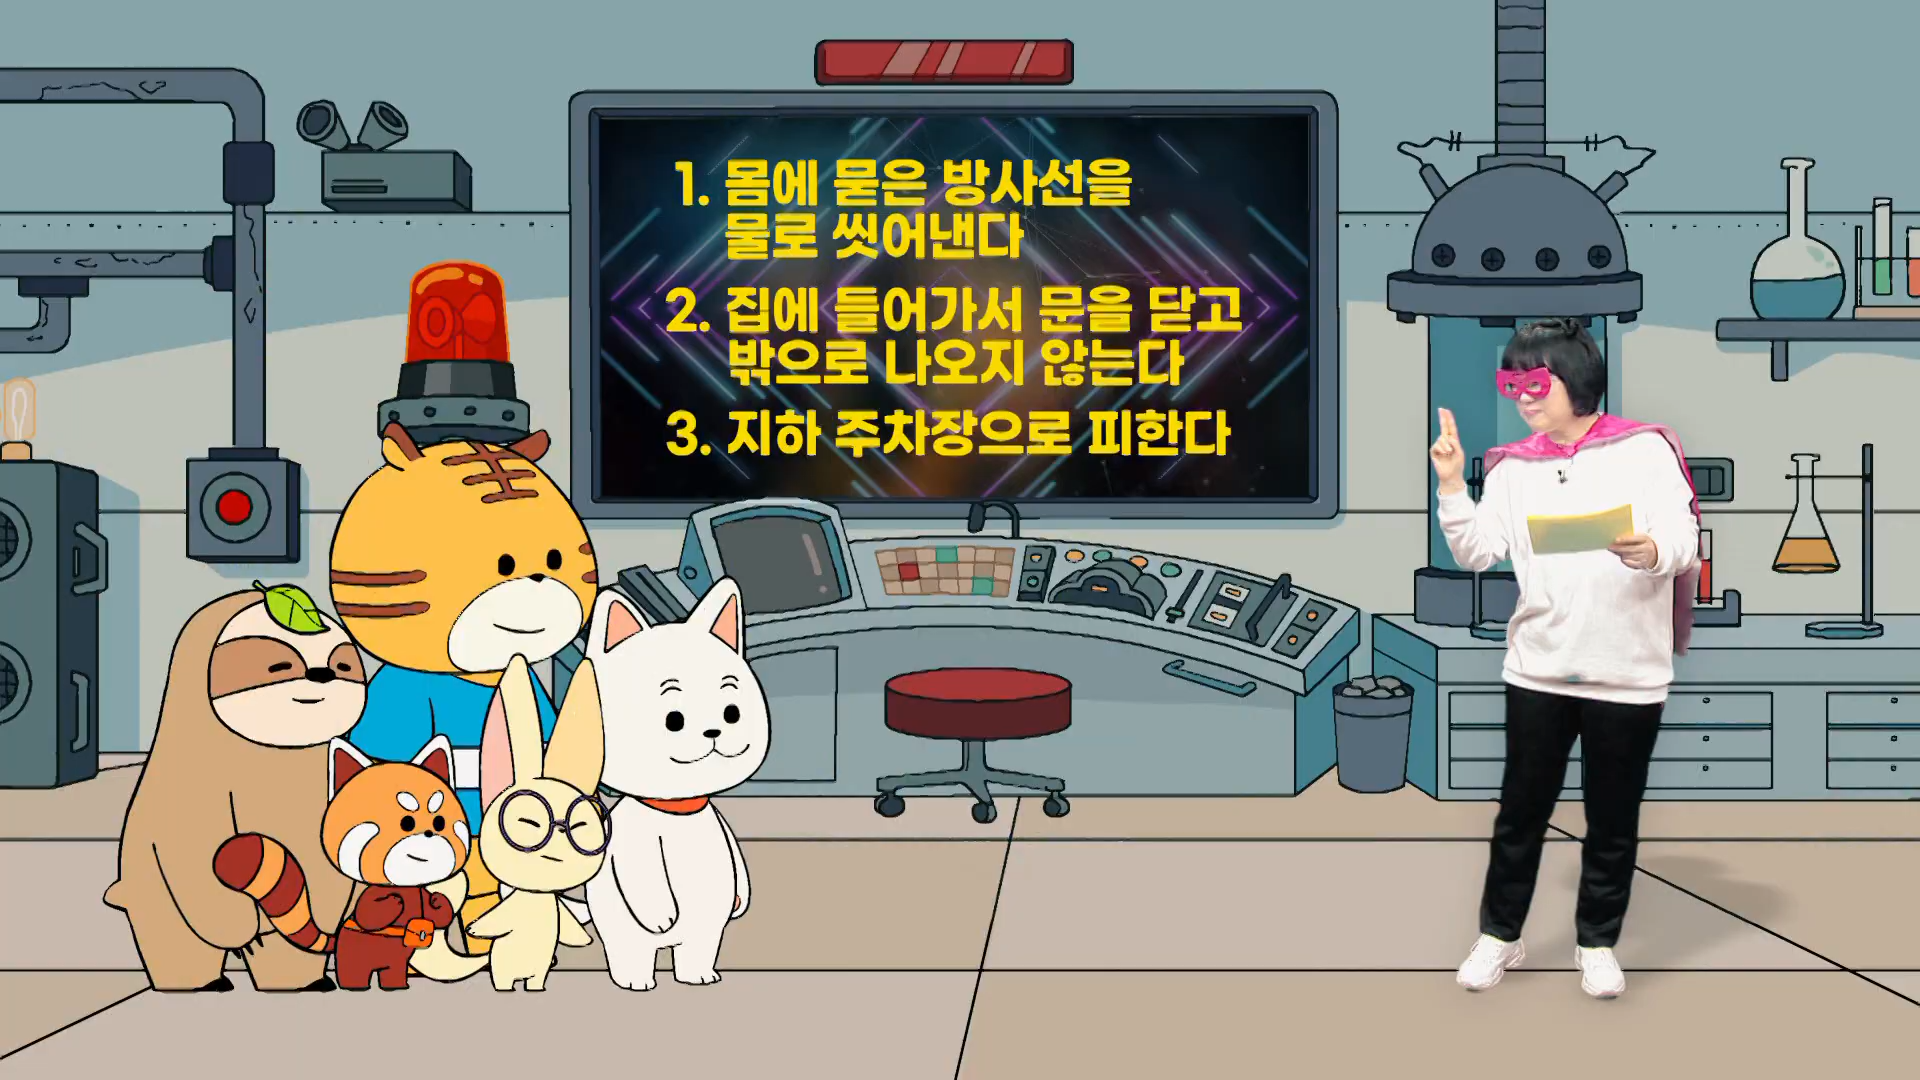 1. 몸에 묻은 방사선을
물로 씻어낸다
2. 집에 들어가서 문을 닫고
밖으로 나오지 않는다
3. 지하 주차장으로 피한다